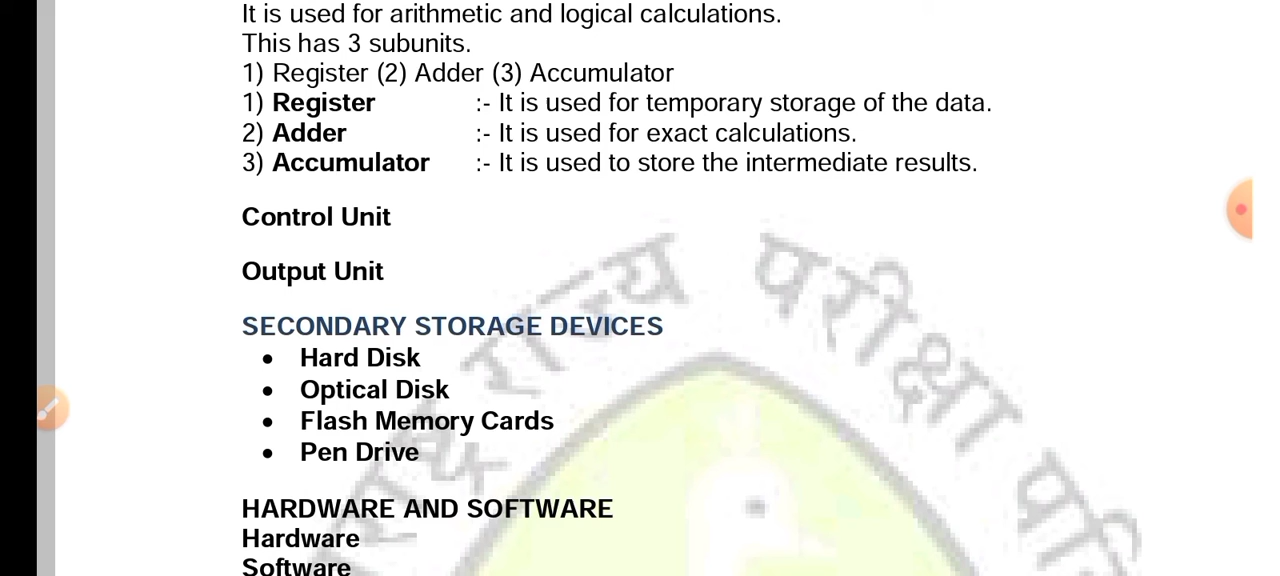 It is used for arithmetic and logical calculations.
This has 3 subunits.
1) Register (2) Adder (3) Accumulator
1) Register :- It is used for temporary storage of the data.
2) Adder :- It is used for exact calculations.
3) Accumulator :- It is used to store the intermediate results.
Control Unit
Output Unit
SECONDARY STORAGE DEVICES
• Hard Disk
• Optical Disk
• Flash Memory Cards
• Pen Drive
HARDWARE AND SOFTWARE
Hardware
Software
राज्य परीक्षा